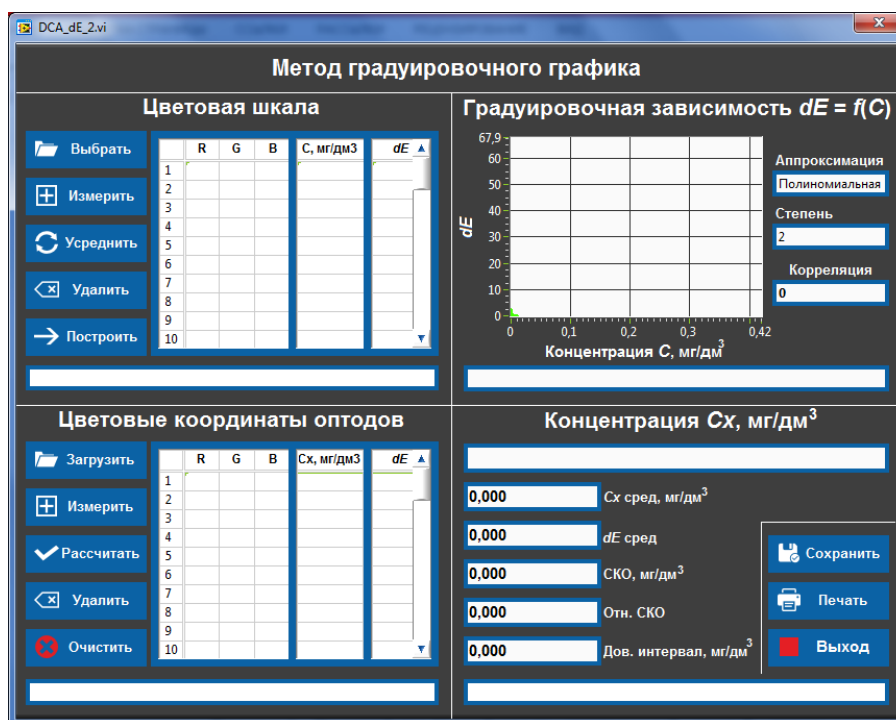 DCA_dE_2.vi
Метод градуировочного графика
Цветовая шкала
Выбрать
Измерить
Усреднить
Удалить
Построить
R G B C, мг/дм3 dE
1
2
3
4
5
6
7
8
9
10
Градуировочная зависимость dE = f(C)
67,9
60
50
40
30
20
10
0
dE
0 0,1 0,2 0,3 0,42
Концентрация C, мг/дм³
Аппроксимация
Полиномиальная
Степень
2
Корреляция
0
Цветовые координаты оптодов
Загрузить
Измерить
Рассчитать
Удалить
Очистить
R G B Cx, мг/дм3 dE
1
2
3
4
5
6
7
8
9
10
Концентрация Cx, мг/дм³
0,000 Cx сред, мг/дм³
0,000 dE сред
0,000 СКО, мг/дм³
0,000 Отн. СКО
0,000 Дов. интервал, мг/дм³
Сохранить
Печать
Выход